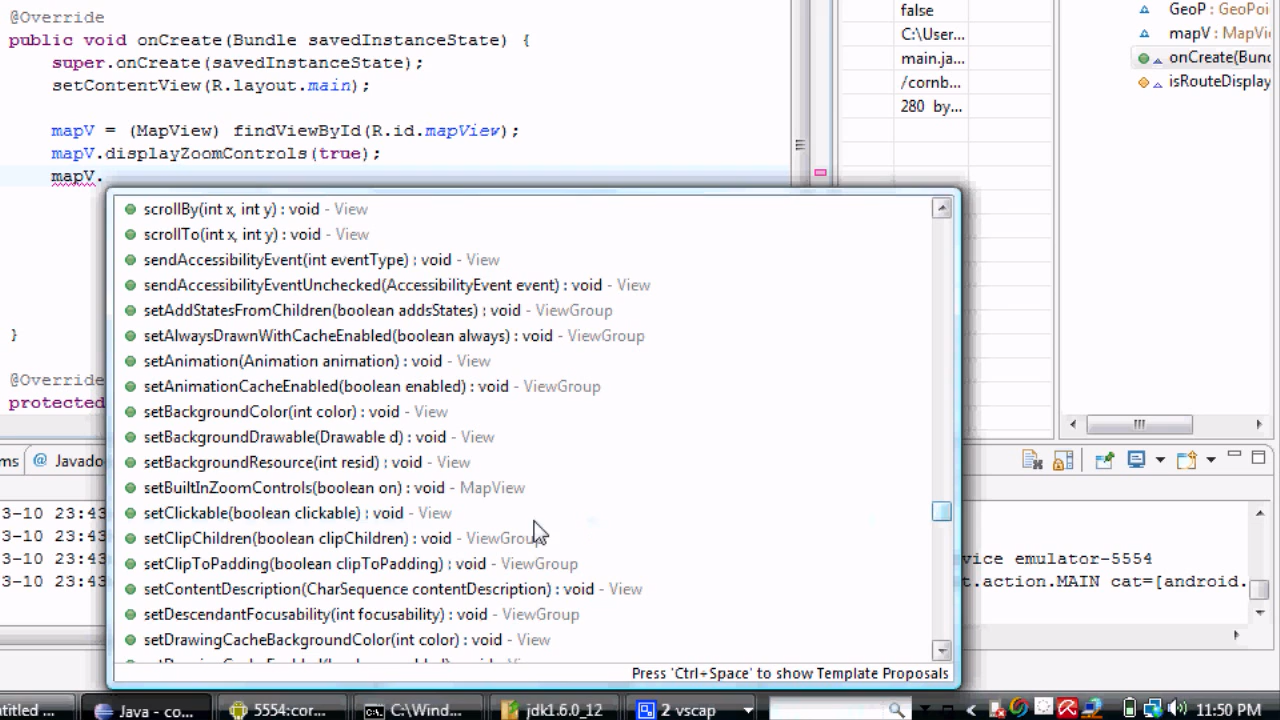 @Override
public void onCreate(Bundle savedInstanceState) {
super.onCreate(savedInstanceState);
setContentView(R.layout.main);
mapV = (MapView) findViewById(R.id.mapView);
mapV.displayZoomControls(true);
mapV.
}
@Override
protected
scrollBy(int x, int y) : void - View
scrollTo(int x, int y) : void - View
sendAccessibilityEvent(int eventType) : void - View
sendAccessibilityEventUnchecked(AccessibilityEvent event) : void - View
setAddStatesFromChildren(boolean addsStates) : void - ViewGroup
setAlwaysDrawnWithCacheEnabled(boolean always) : void - ViewGroup
setAnimation(Animation animation) : void - View
setAnimationCacheEnabled(boolean enabled) : void - ViewGroup
setBackgroundColor(int color) : void - View
setBackgroundDrawable(Drawable d) : void - View
setBackgroundResource(int resid) : void - View
setBuiltInZoomControls(boolean on) : void - MapView
setClickable(boolean clickable) : void - View
setClipChildren(boolean clipChildren) : void - ViewGroup
setClipToPadding(boolean clipToPadding) : void - ViewGroup
setContentDescription(CharSequence contentDescription) : void - View
setDescendantFocusability(int focusability) : void - ViewGroup
setDrawingCacheBackgroundColor(int color) : void - View
Press 'Ctrl+Space' to show Template Proposals
false
C:\User...
main.ja...
/cornb...
280 by...
GeoP : GeoPoi
mapV : MapVie
onCreate(Bund
isRouteDisplay
ms @ Javado
3-10 23:43
3-10 23:43
3-10 23:43
3-10 23:43
vice emulator-5554
t.action.MAIN cat=[android.
ntitled ...
Java - co...
5554:cor...
C:\Wind...
jdk1.6.0_12
2 vscap
11:50 PM